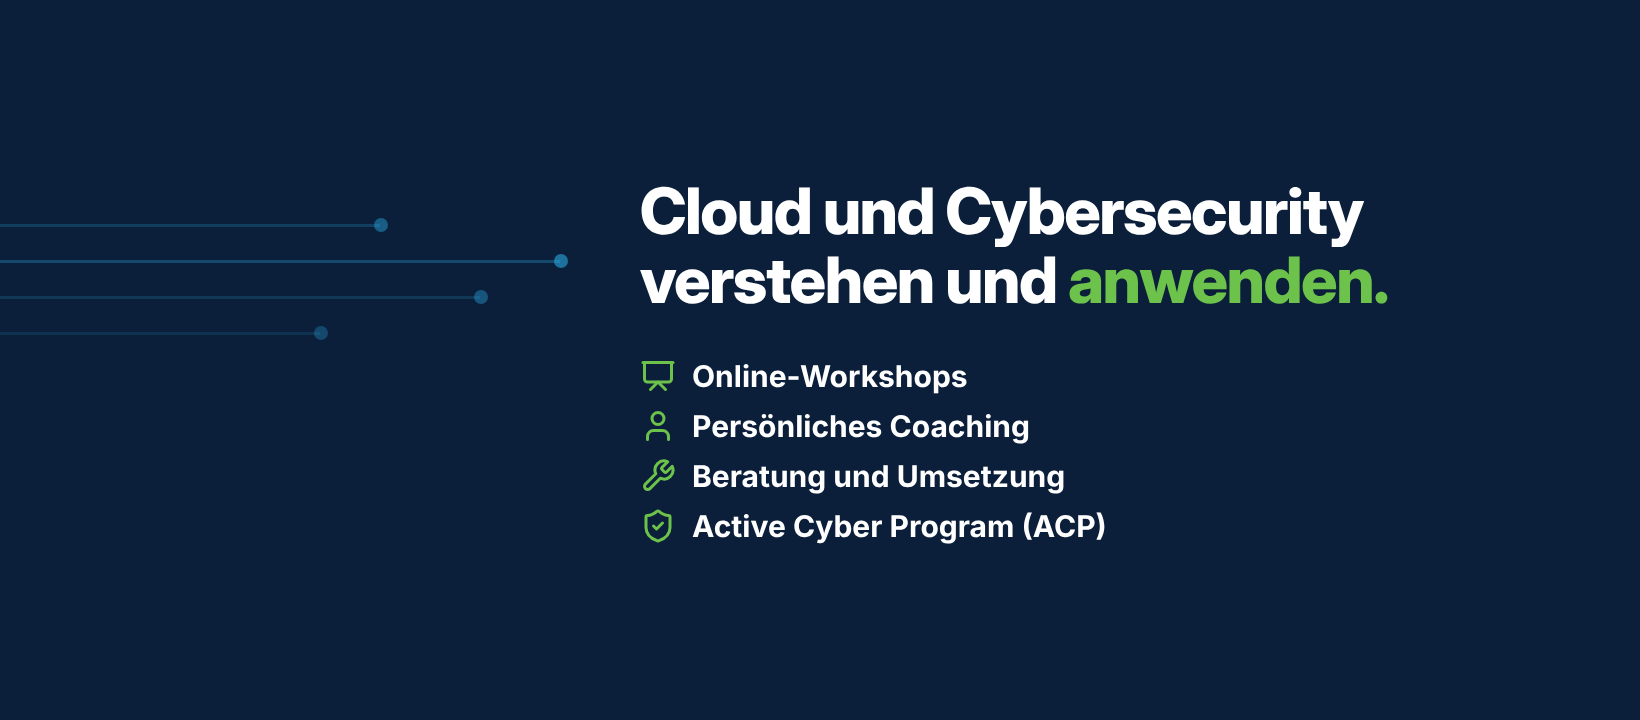 Cloud und Cybersecurity
verstehen und anwenden.
Online-Workshops
Persönliches Coaching
Beratung und Umsetzung
Active Cyber Program (ACP)